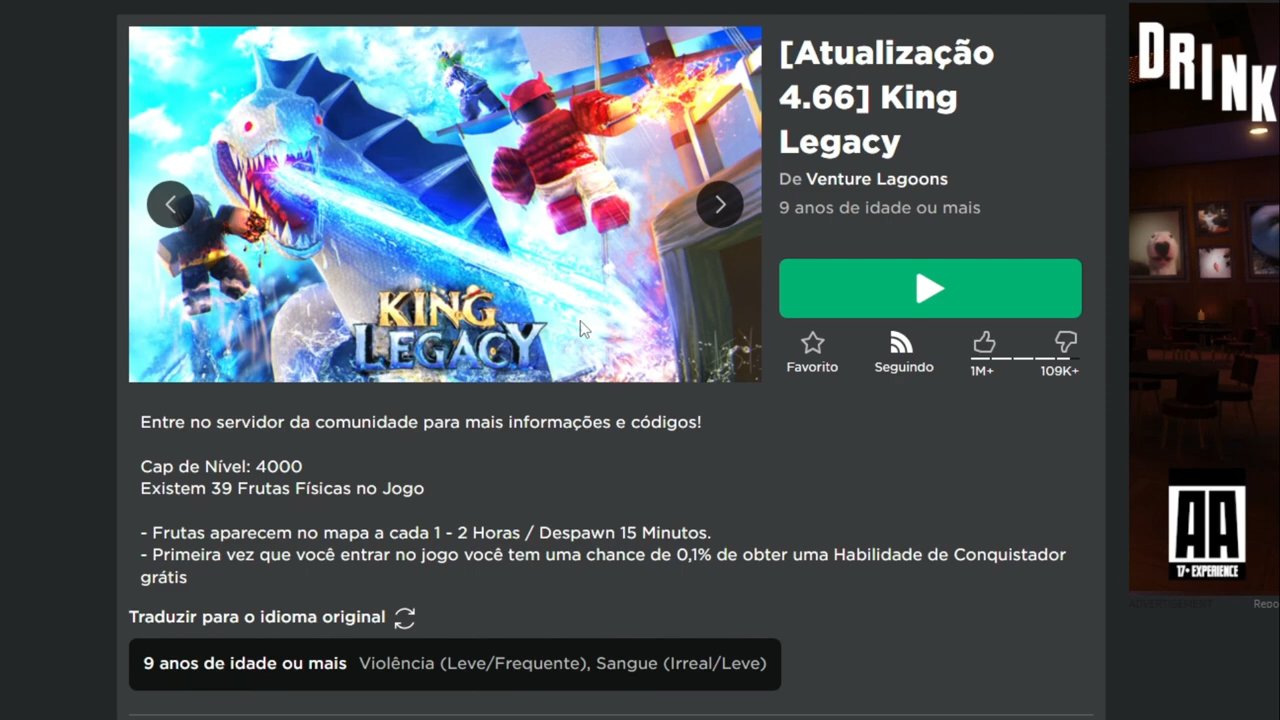 [Atualização
4.66] King
Legacy
De Venture Lagoons
9 anos de idade ou mais
KING
LEGACY
Favorito
Seguindo
1M+
109K+
Entre no servidor da comunidade para mais informações e códigos!
Cap de Nível: 4000
Existem 39 Frutas Físicas no Jogo
- Frutas aparecem no mapa a cada 1 - 2 Horas / Despawn 15 Minutos.
- Primeira vez que você entrar no jogo você tem uma chance de 0,1% de obter uma Habilidade de Conquistador
grátis
Traduzir para o idioma original
9 anos de idade ou mais Violência (Leve/Frequente), Sangue (Irreal/Leve)
DRINK
AA
17+ EXPERIENCE
ADVERTISEMENT
Repo